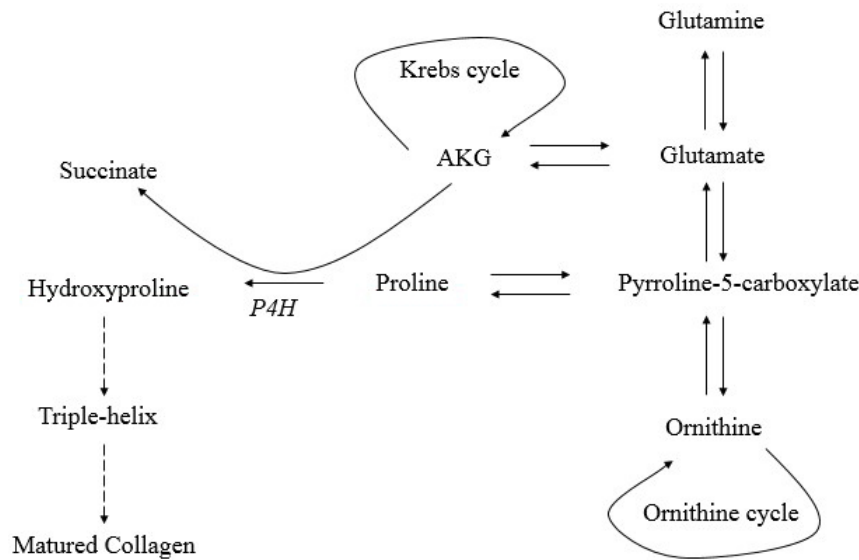 Glutamine
Krebs cycle
AKG
Glutamate
Succinate
Hydroxyproline
P4H
Proline
Pyrroline-5-carboxylate
Triple-helix
Ornithine
Ornithine cycle
Matured Collagen